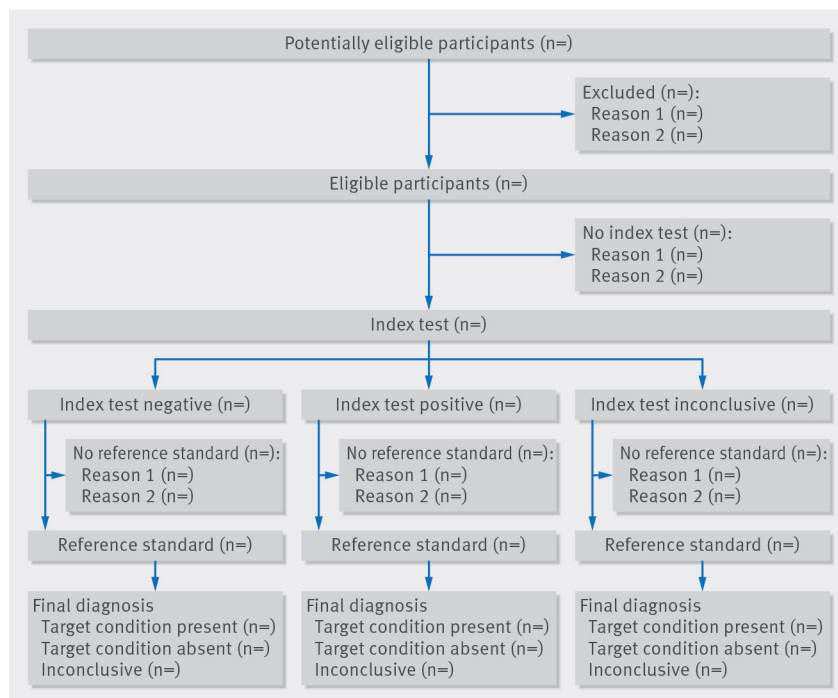 Potentially eligible participants (n=)
Excluded (n=):
Reason 1 (n=)
Reason 2 (n=)
Eligible participants (n=)
No index test (n=):
Reason 1 (n=)
Reason 2 (n=)
Index test (n=)
Index test negative (n=)
Index test positive (n=)
Index test inconclusive (n=)
No reference standard (n=):
Reason 1 (n=)
Reason 2 (n=)
No reference standard (n=):
Reason 1 (n=)
Reason 2 (n=)
No reference standard (n=):
Reason 1 (n=)
Reason 2 (n=)
Reference standard (n=)
Reference standard (n=)
Reference standard (n=)
Final diagnosis
Target condition present (n=)
Target condition absent (n=)
Inconclusive (n=)
Final diagnosis
Target condition present (n=)
Target condition absent (n=)
Inconclusive (n=)
Final diagnosis
Target condition present (n=)
Target condition absent (n=)
Inconclusive (n=)